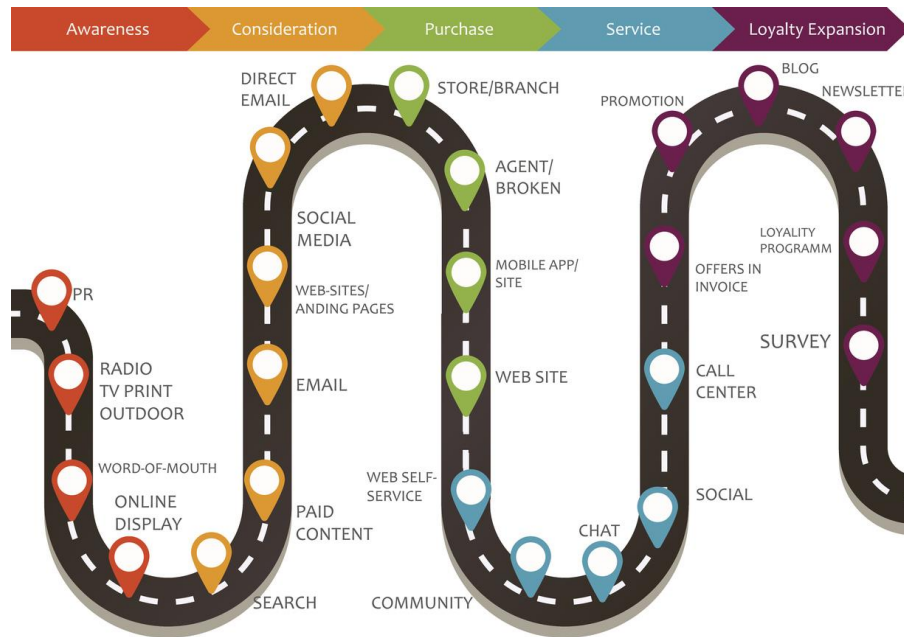 Awareness
Consideration
Purchase
Service
Loyalty Expansion
PR
RADIO
TV PRINT
OUTDOOR
WORD-OF-MOUTH
ONLINE
DISPLAY
SEARCH
PAID
CONTENT
EMAIL
WEB-SITES/
ANDING PAGES
SOCIAL
MEDIA
DIRECT
EMAIL
STORE/BRANCH
AGENT/
BROKEN
MOBILE APP/
SITE
WEB SITE
WEB SELF-
SERVICE
COMMUNITY
CHAT
SOCIAL
CALL
CENTER
OFFERS IN
INVOICE
PROMOTION
BLOG
NEWSLETTER
LOYALITY
PROGRAMM
SURVEY